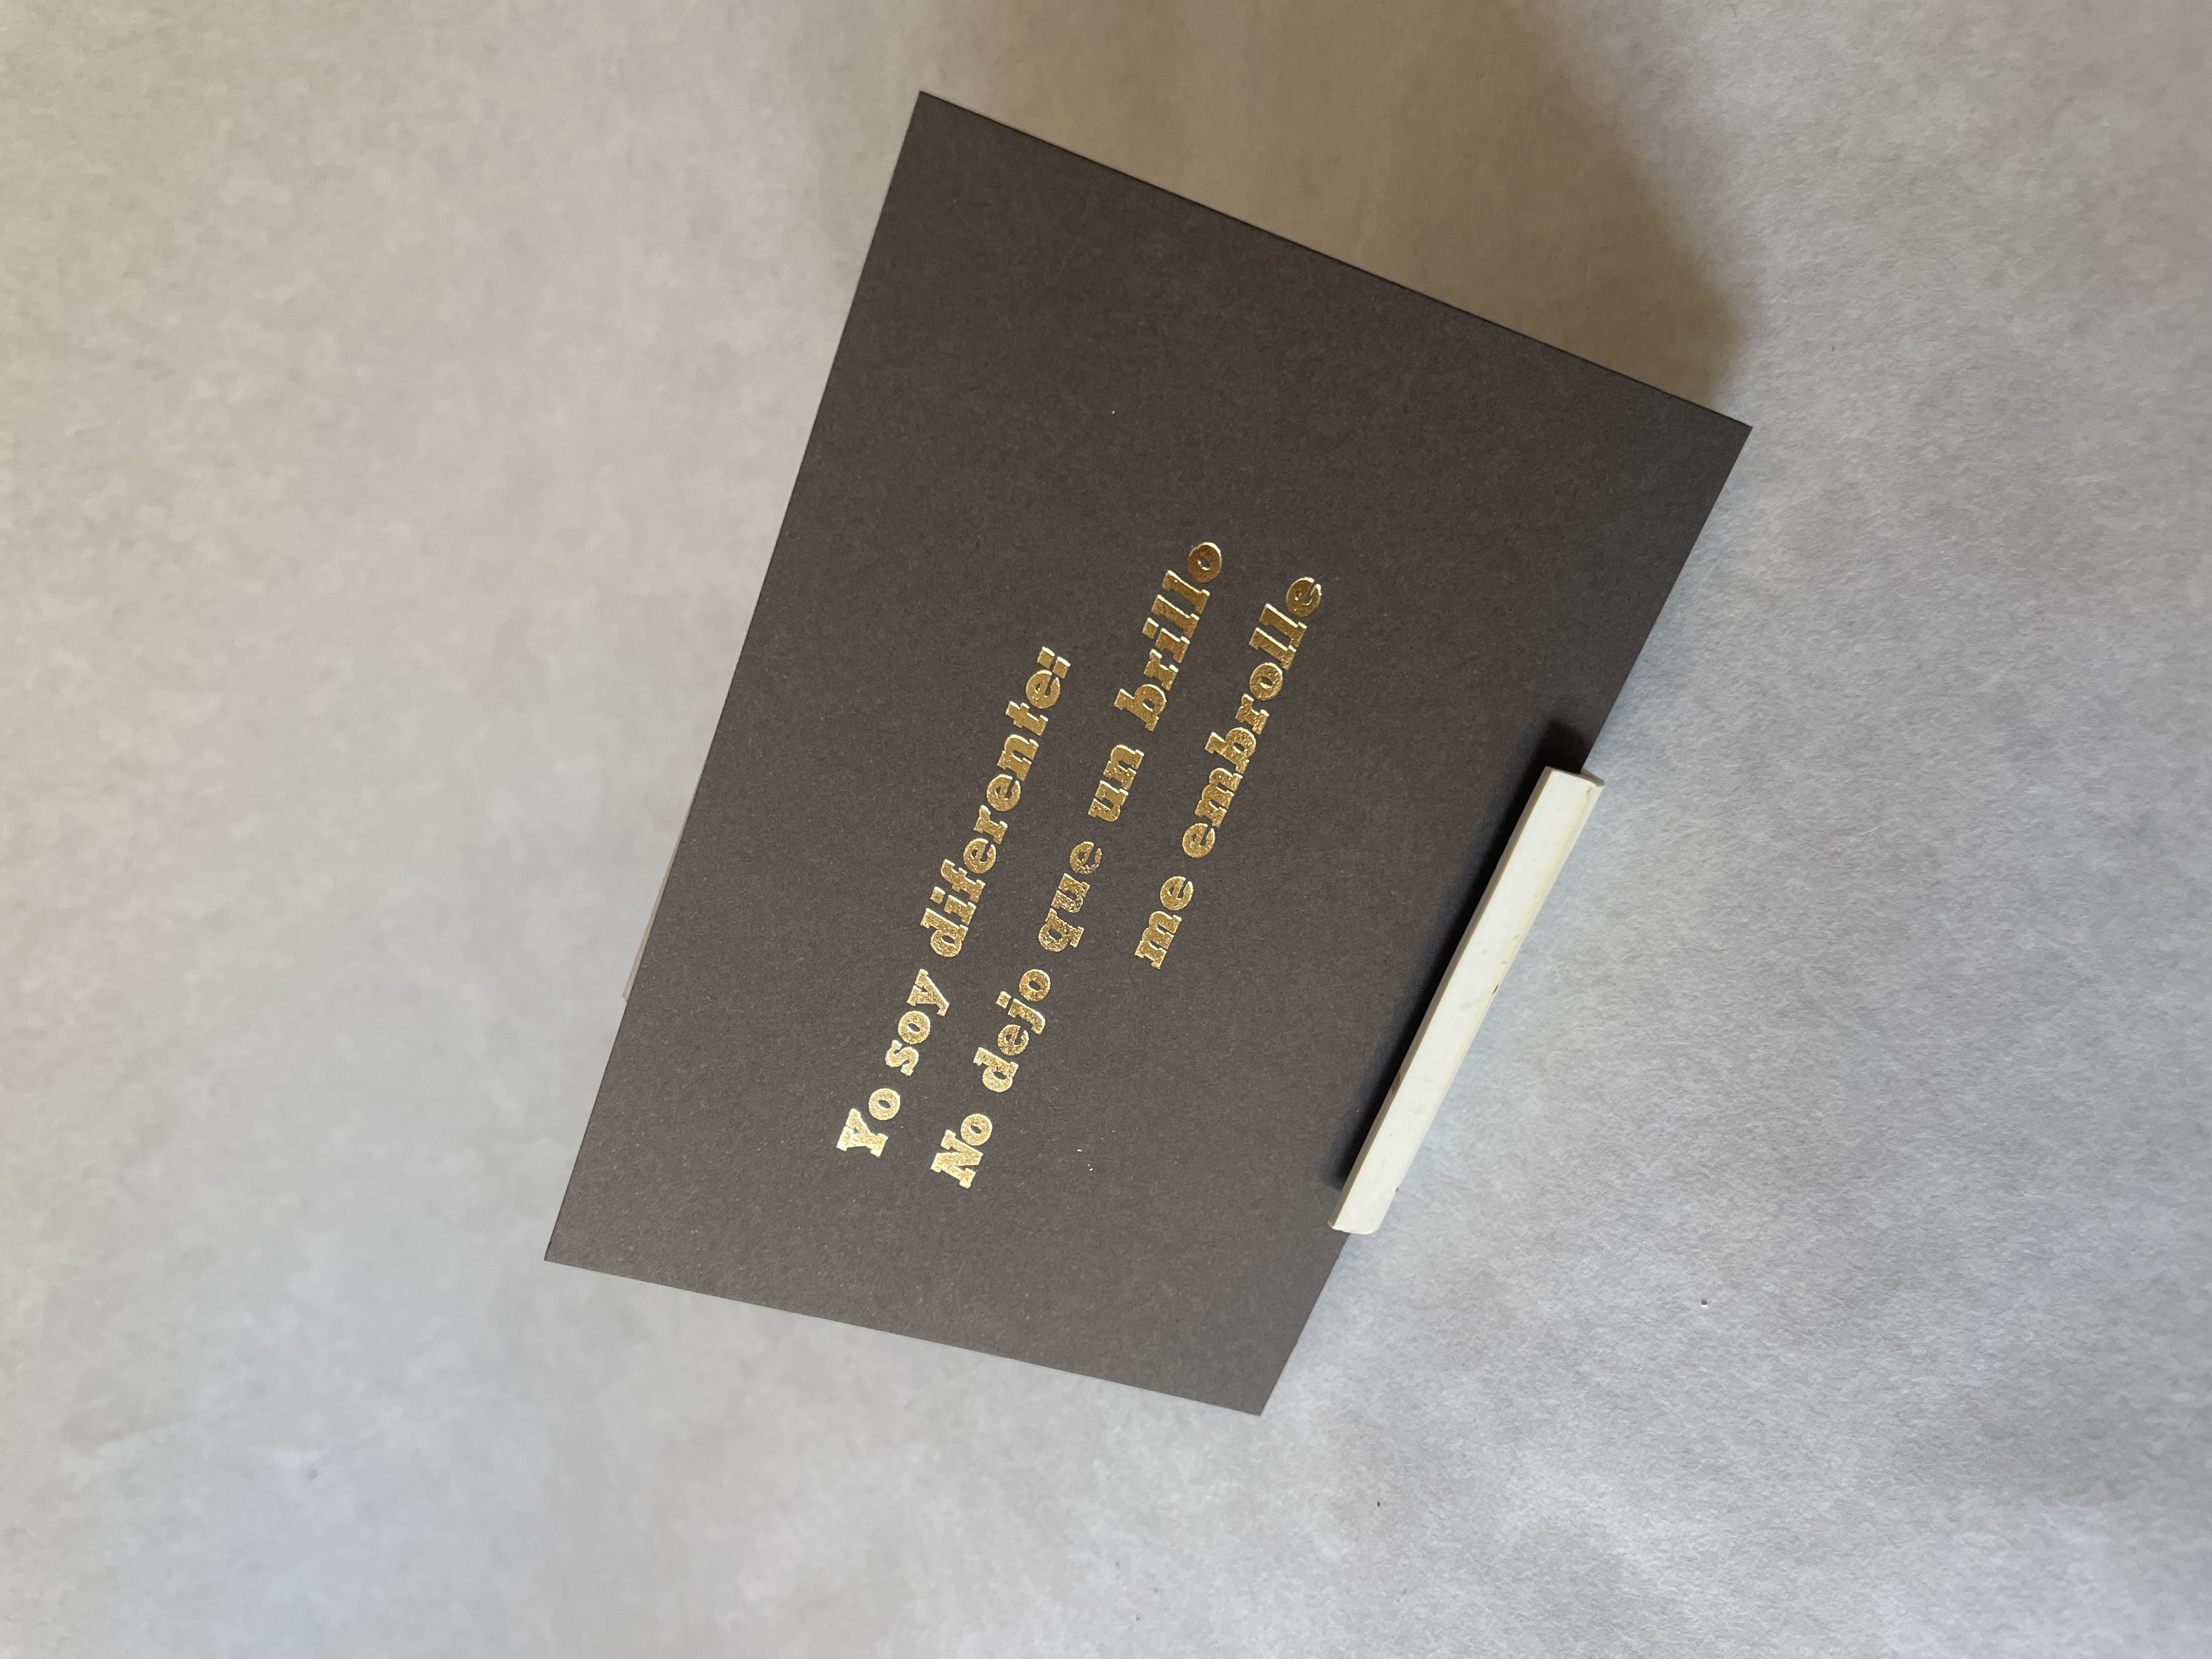 Yo soy diferente:
No dejo que un brillo
me embrolle